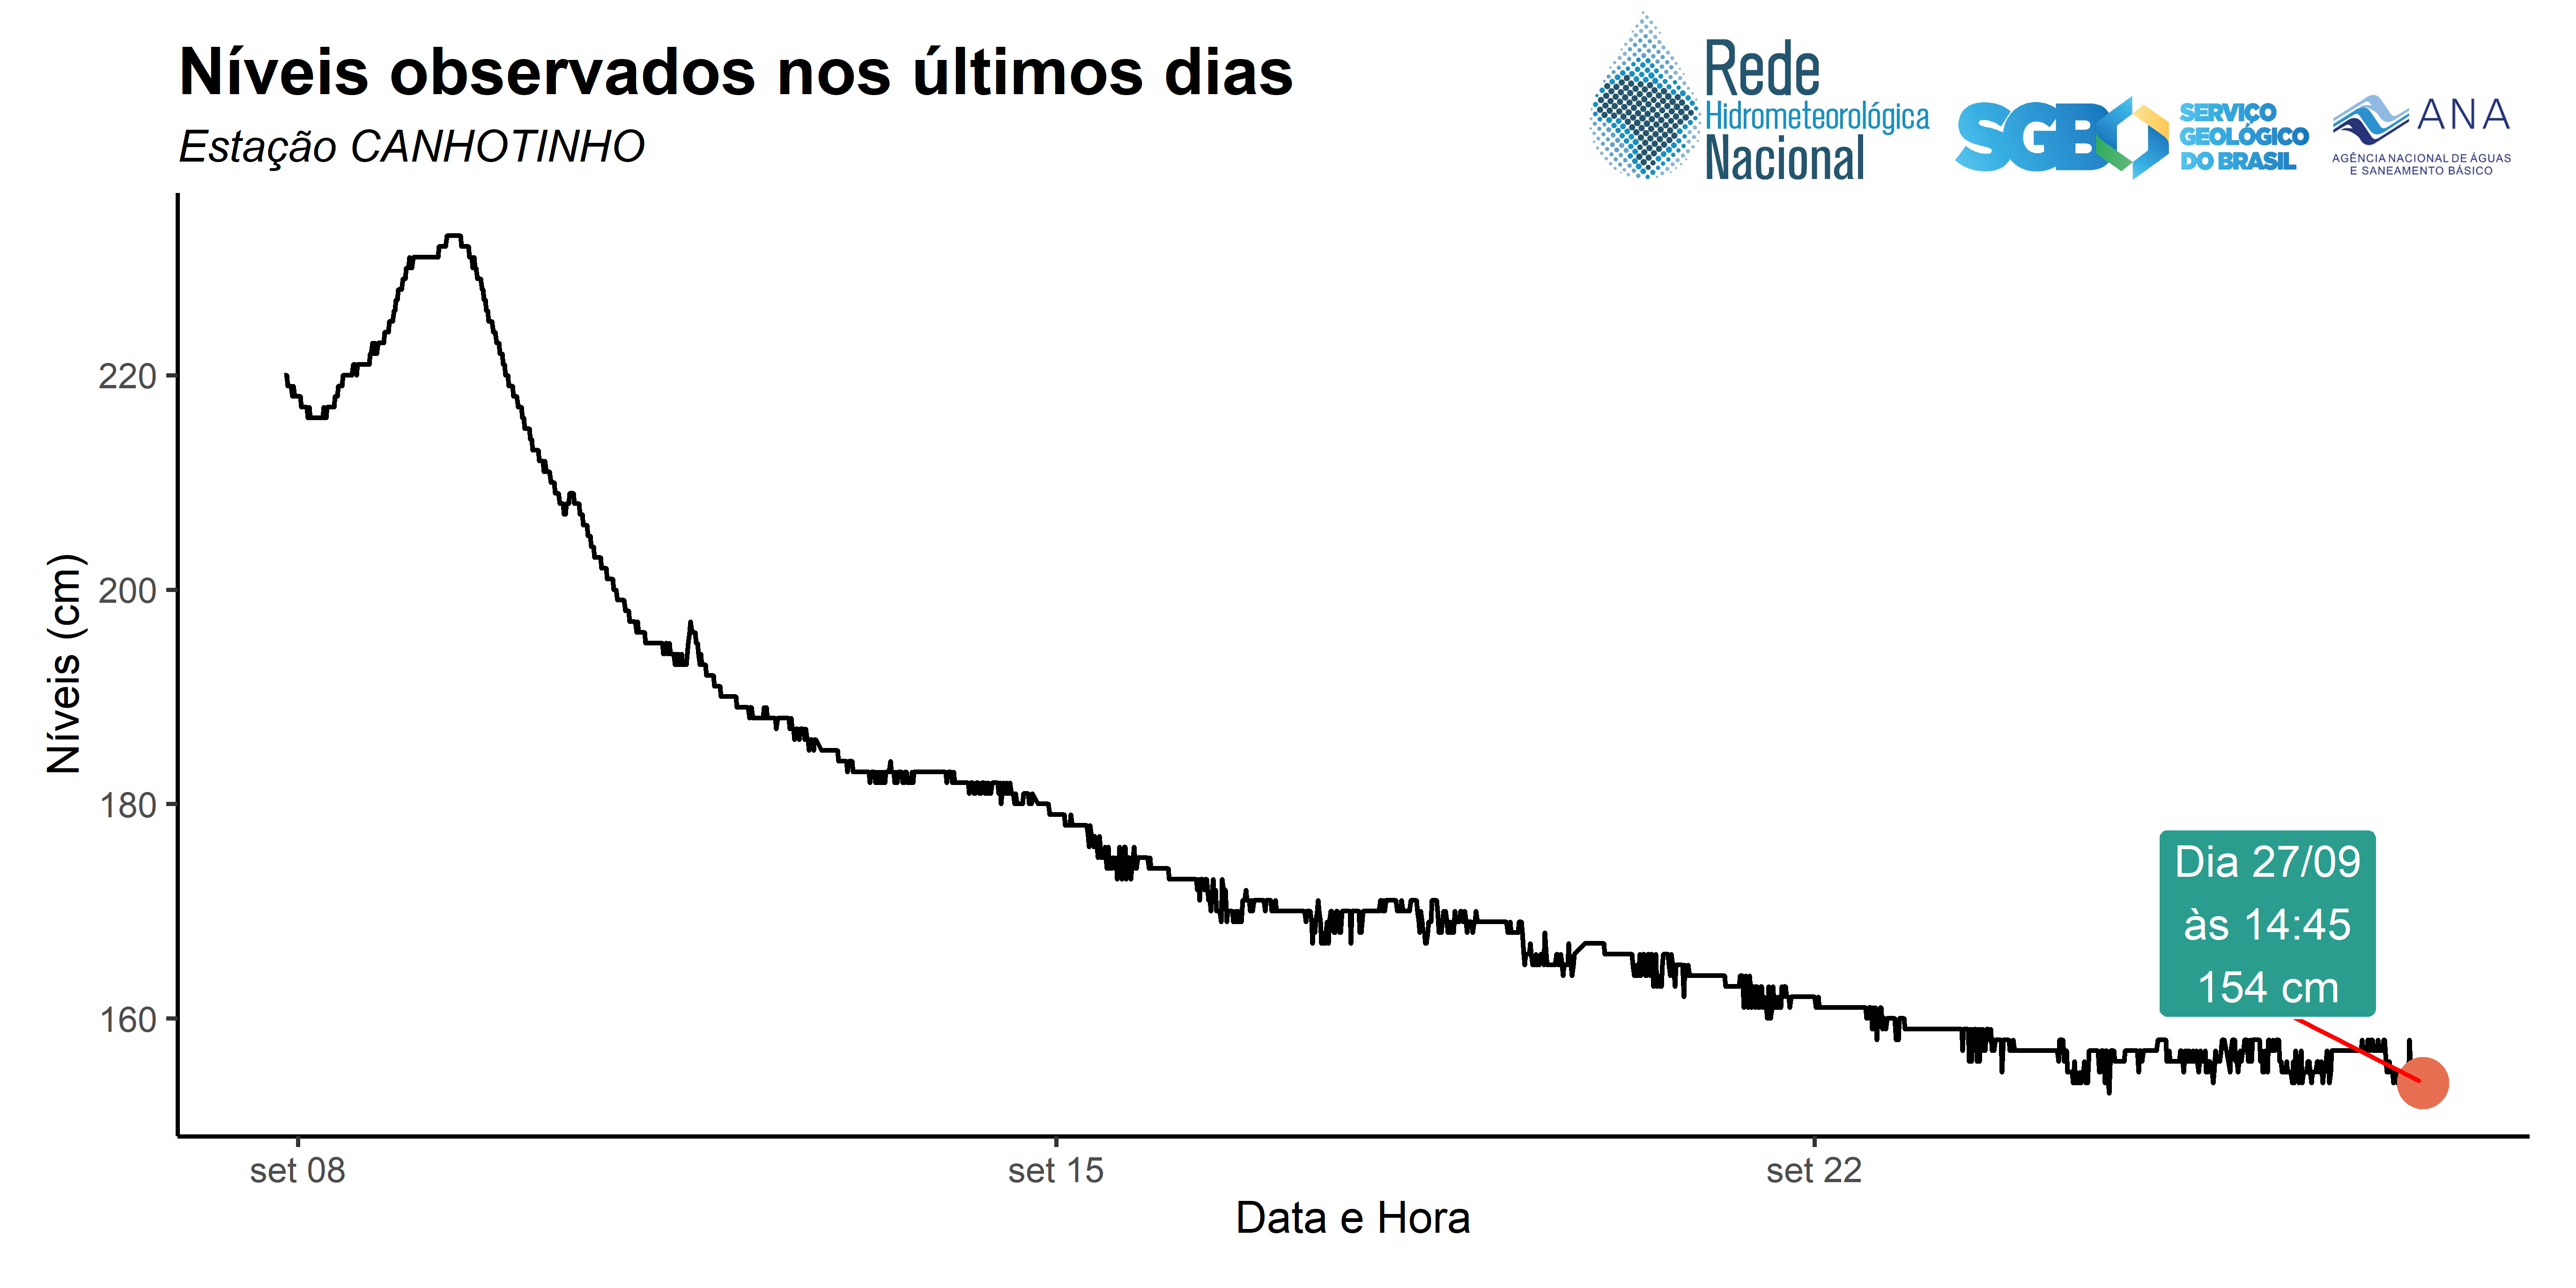 Níveis observados nos últimos dias
Estação CANHOTINHO
Rede
Hidrometeorológica
Nacional
SGB
SERVIÇO
GEOLÓGICO
DO BRASIL
ANA
AGÊNCIA NACIONAL DE ÁGUAS
E SANEAMENTO BÁSICO
Níveis (cm)
220
200
180
160
Dia 27/09
às 14:45
154 cm
set 08
set 15
set 22
Data e Hora